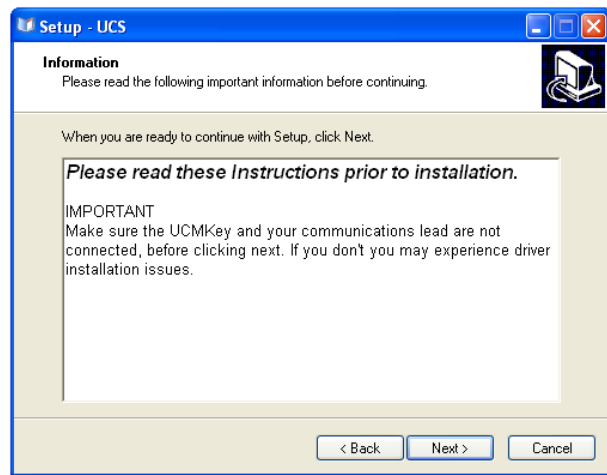 Setup - UCS
Information
Please read the following important information before continuing.
When you are ready to continue with Setup, click Next.
Please read these Instructions prior to installation.
IMPORTANT
Make sure the UCMKey and your communications lead are not
connected, before clicking next. If you don't you may experience driver
installation issues.
< Back Next > Cancel